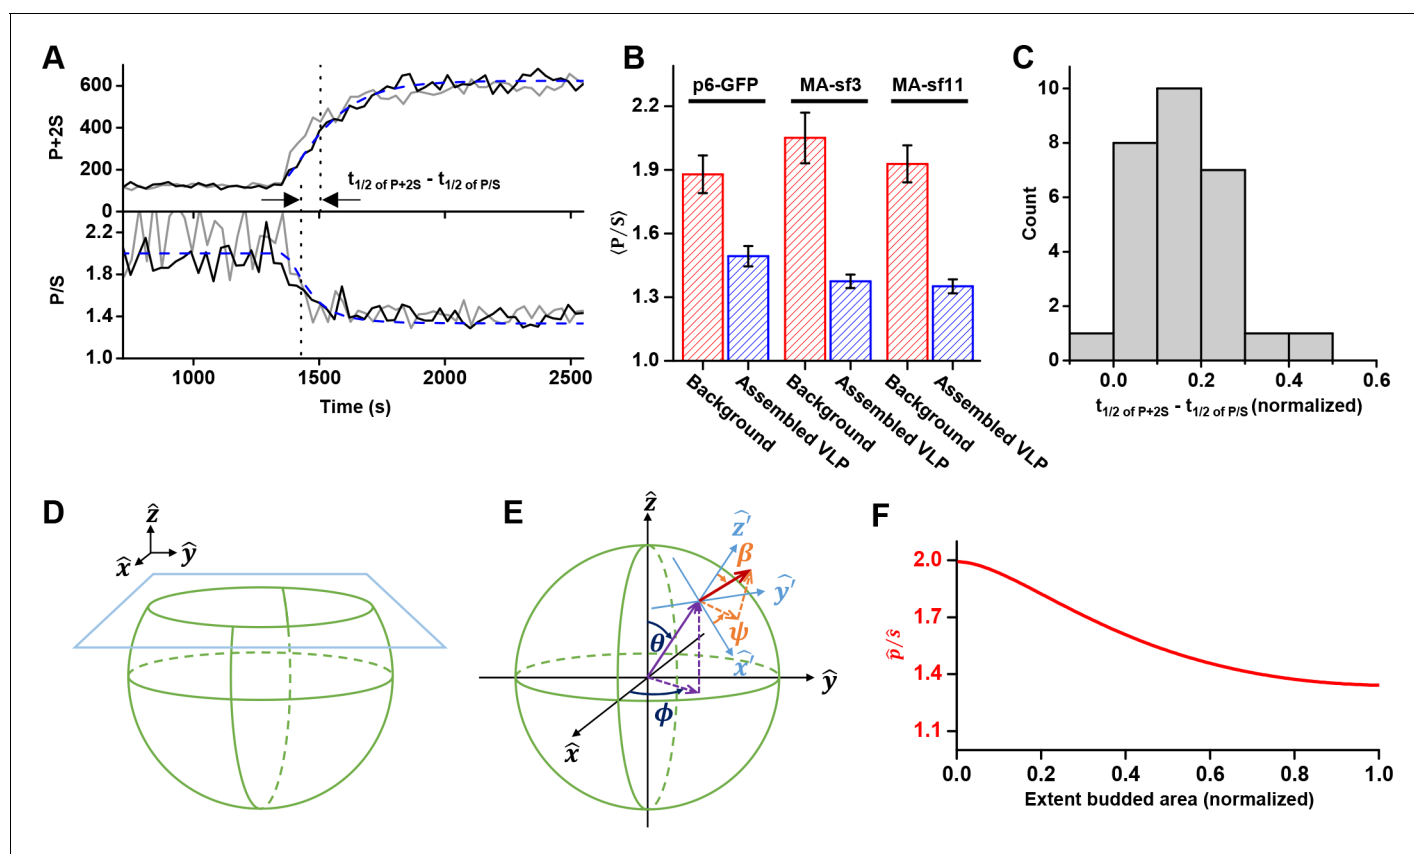 A
600
400
200
0
P+2S
t1/2 of P+2S - t1/2 of P/S
2.2
1.8
1.4
1.0
P/S
1000 1500 2000 2500
Time (s)
B
p6-GFP MA-sf3 MA-sf11
2.2
1.9
1.6
1.3
1.0
⟨P/S⟩
Background
Assembled VLP
Background
Assembled VLP
Background
Assembled VLP
C
10
8
6
4
2
0
Count
0.0 0.2 0.4 0.6
t1/2 of P+2S - t1/2 of P/S (normalized)
D
ẑ
ŷ
x̂
E
ẑ
ẑ′
β
ŷ′
θ
ψ
x̂′
ŷ
ϕ
x̂
F
2.0
1.7
1.4
1.1
p̂/ŝ
0.0 0.2 0.4 0.6 0.8 1.0
Extent budded area (normalized)